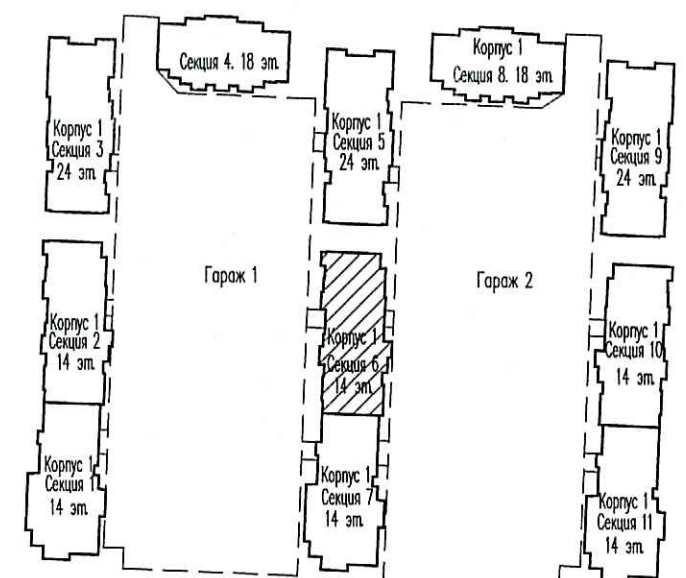 Секция 4. 18 эт.
Корпус 1
Секция 8. 18 эт.
Корпус 1
Секция 3
24 эт.
Корпус 1
Секция 5
24 эт.
Корпус 1
Секция 9
24 эт.
Гараж 1
Гараж 2
Корпус 1
Секция 2
14 эт.
Корпус 1
Секция 6
14 эт.
Корпус 1
Секция 10
14 эт.
Корпус 1
Секция 1
14 эт.
Корпус 1
Секция 7
14 эт.
Корпус 1
Секция 11
14 эт.